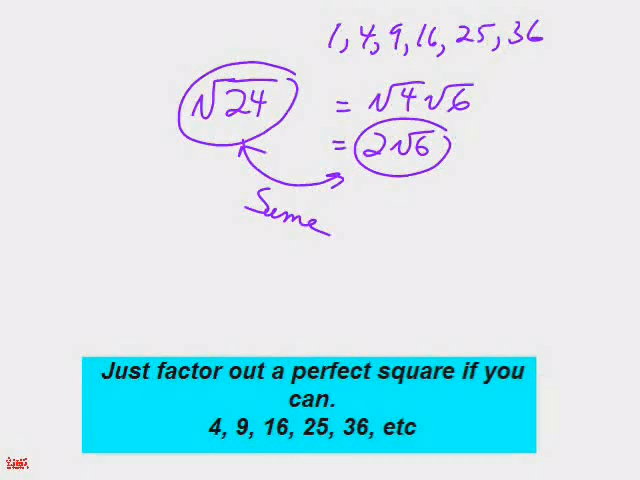 1, 4, 9, 16, 25, 36
√24 = √4√6
= 2√6
Same
Just factor out a perfect square if you
can.
4, 9, 16, 25, 36, etc